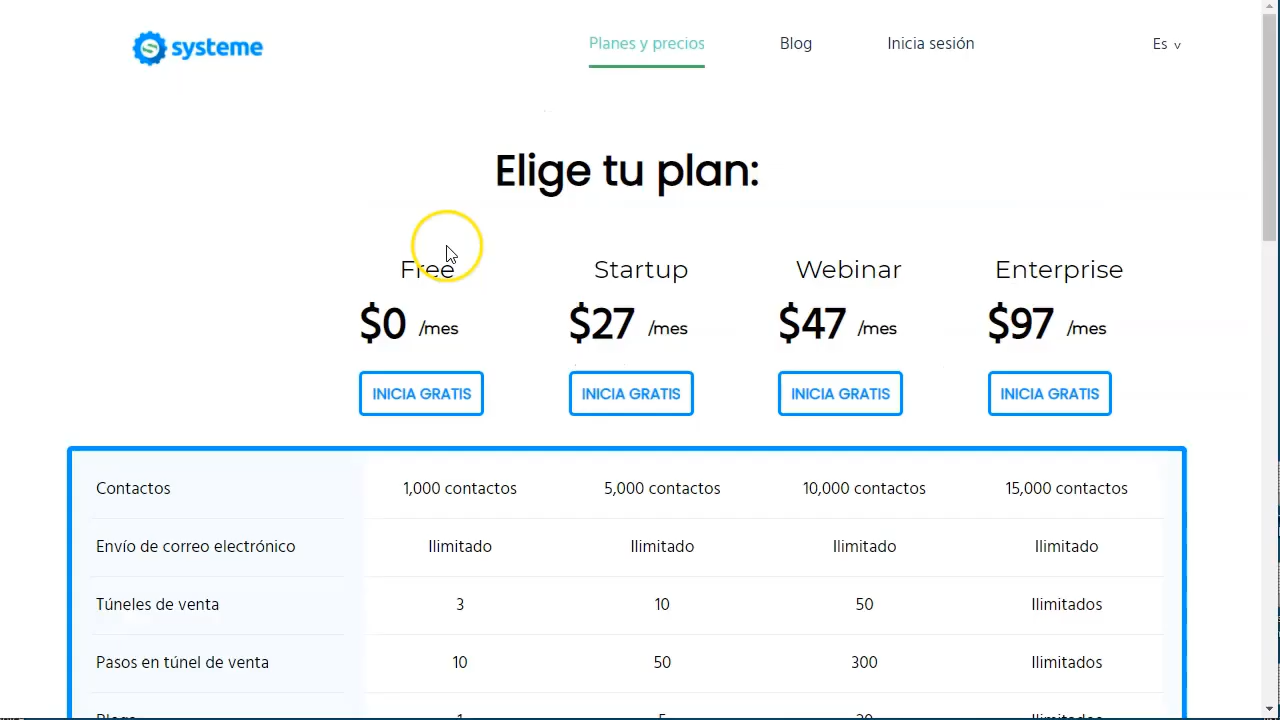 systeme
Planes y precios
Blog
Inicia sesión
Es v
Elige tu plan:
Free
Startup
Webinar
Enterprise
$0 /mes
$27 /mes
$47 /mes
$97 /mes
INICIA GRATIS
INICIA GRATIS
INICIA GRATIS
INICIA GRATIS
Contactos 1,000 contactos 5,000 contactos 10,000 contactos 15,000 contactos
Envío de correo electrónico Ilimitado Ilimitado Ilimitado Ilimitado
Túneles de venta 3 10 50 Ilimitados
Pasos en túnel de venta 10 50 300 Ilimitados